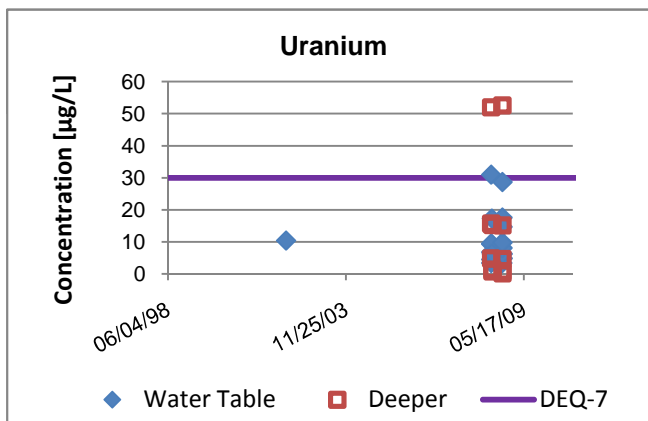 Uranium
Concentration [µg/L]
60
50
40
30
20
10
0
06/04/98
11/25/03
05/17/09
Water Table
Deeper
DEQ-7